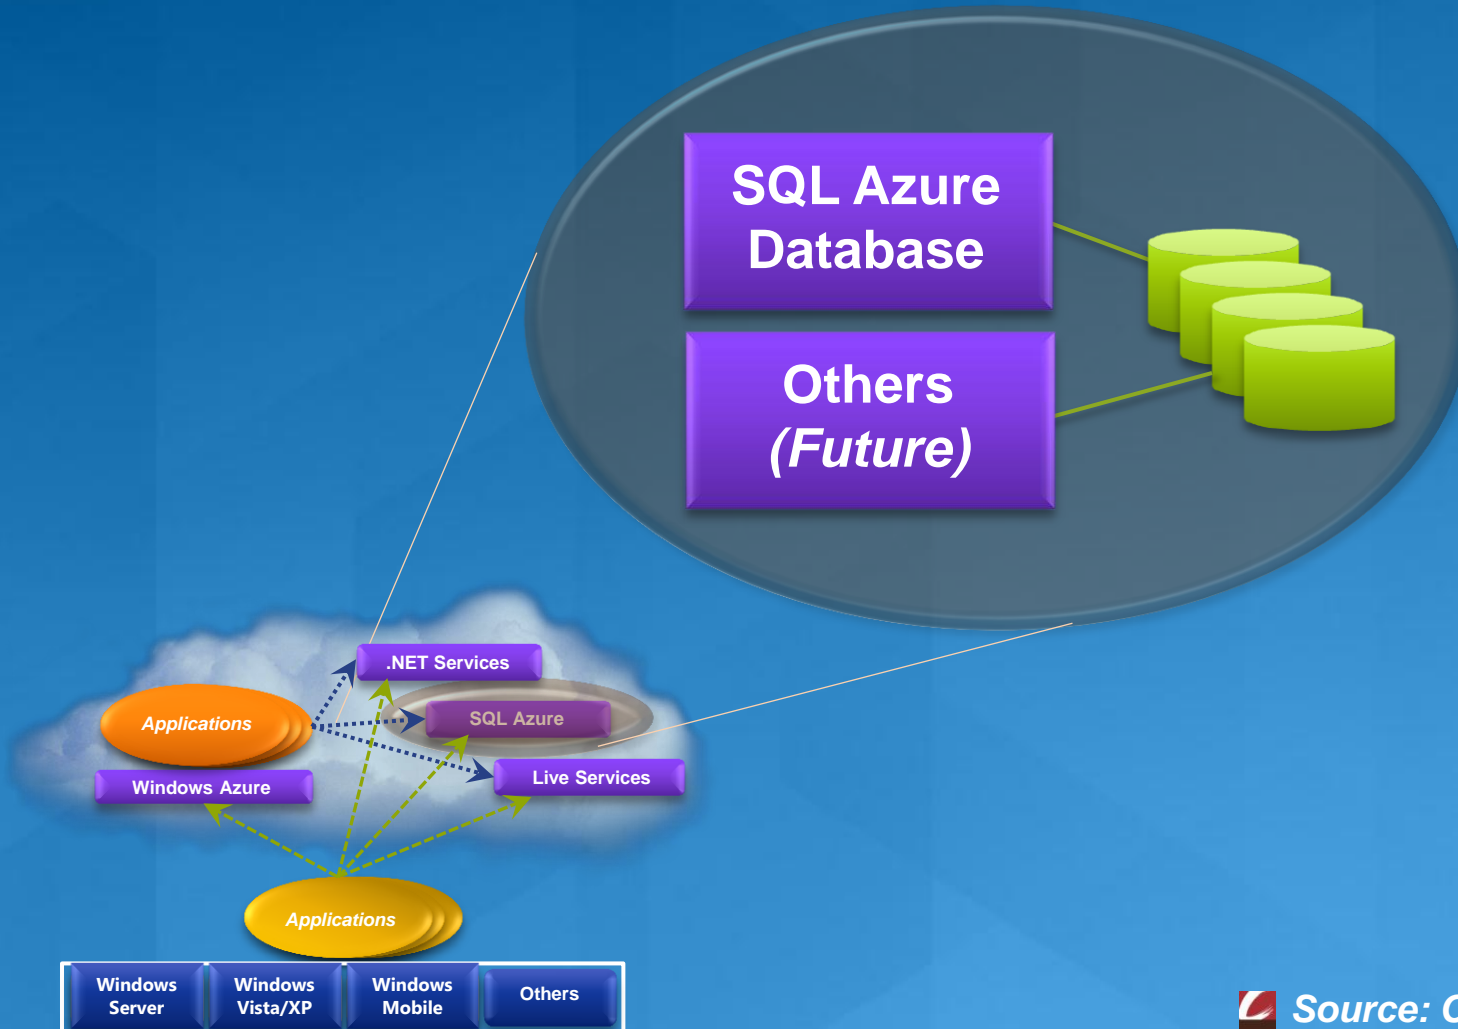 SQL Azure
Database
Others
(Future)
.NET Services
Applications
SQL Azure
Live Services
Windows Azure
Applications
Windows
Server
Windows
Vista/XP
Windows
Mobile
Others
Source: